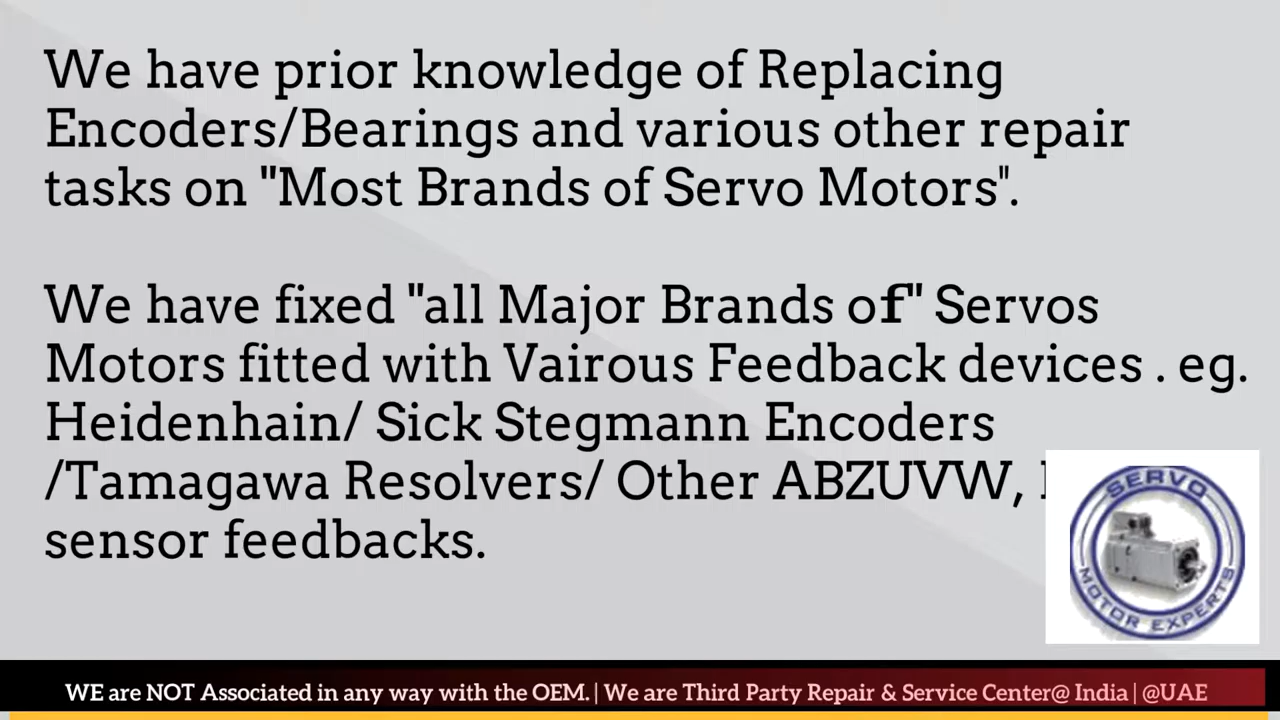 We have prior knowledge of Replacing
Encoders/Bearings and various other repair
tasks on "Most Brands of Servo Motors".
We have fixed "all Major Brands of" Servos
Motors fitted with Vairous Feedback devices . eg.
Heidenhain/ Sick Stegmann Encoders
/Tamagawa Resolvers/ Other ABZUVW,
sensor feedbacks.
SERVO
MOTOR EXPERTS
WE are NOT Associated in any way with the OEM. | We are Third Party Repair & Service Center@ India | @UAE